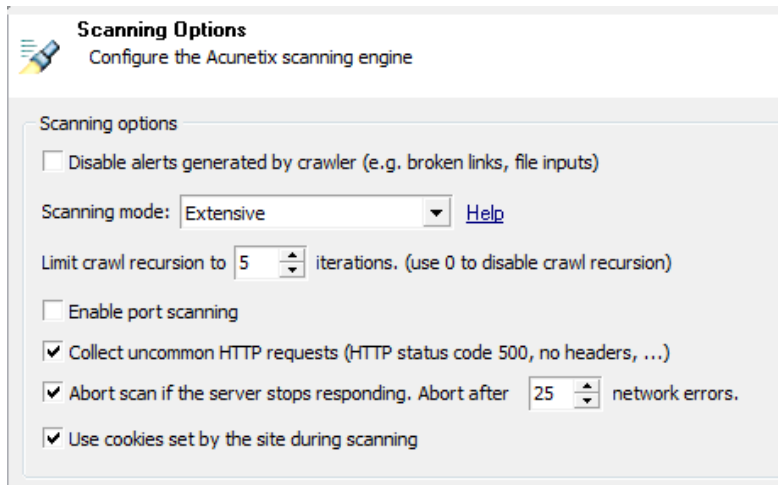 Scanning Options
Configure the Acunetix scanning engine
Scanning options
Disable alerts generated by crawler (e.g. broken links, file inputs)
Scanning mode: Extensive Help
Limit crawl recursion to 5 iterations. (use 0 to disable crawl recursion)
Enable port scanning
Collect uncommon HTTP requests (HTTP status code 500, no headers, ...)
Abort scan if the server stops responding. Abort after 25 network errors.
Use cookies set by the site during scanning